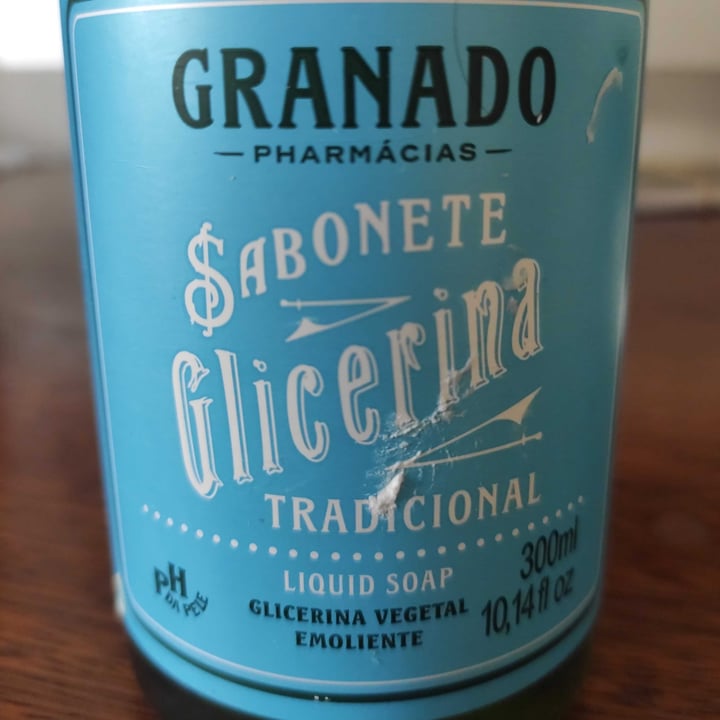 GRANADO
PHARMÁCIAS
SABONETE
Glicerina
TRADICIONAL
LIQUID SOAP
GLICERINA VEGETAL
EMOLIENTE
pH
DA PELE
300ml
10,14 fl oz